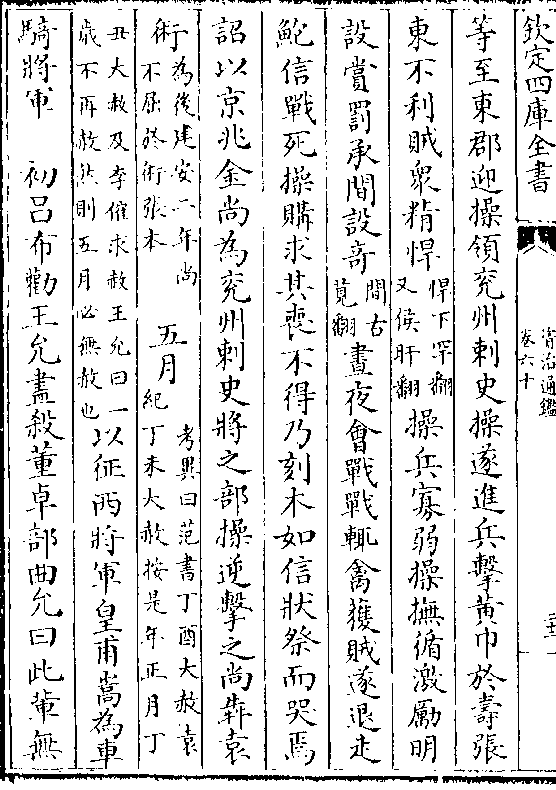 欽定四庫全書
資治通鑑
卷六十
等至東郡迎操領兖州刺史操遂進兵擊黄巾於壽張
東不利賊衆精悍
悍下罕翻
又侯旰翻
操兵寡弱操撫循激厲明
設賞罰承間設奇
間古
莧翻
晝夜會戰戰輒禽獲賊遂退走
鮑信戰死操購求其喪不得乃刻木如信狀祭而哭焉
詔以京兆金尚為兖州刺史將之部操逆擊之尚犇袁
術
為後建安二年尚
不屈於術張本
五月
考異曰范書丁酉大赦袁
紀丁未大赦按是年正月丁
丑大赦及李傕求赦王允曰一
歲不再赦然則五月必無赦也
以征西將軍皇甫嵩為車
騎將軍　初吕布勸王允盡殺董卓部曲允曰此輩無